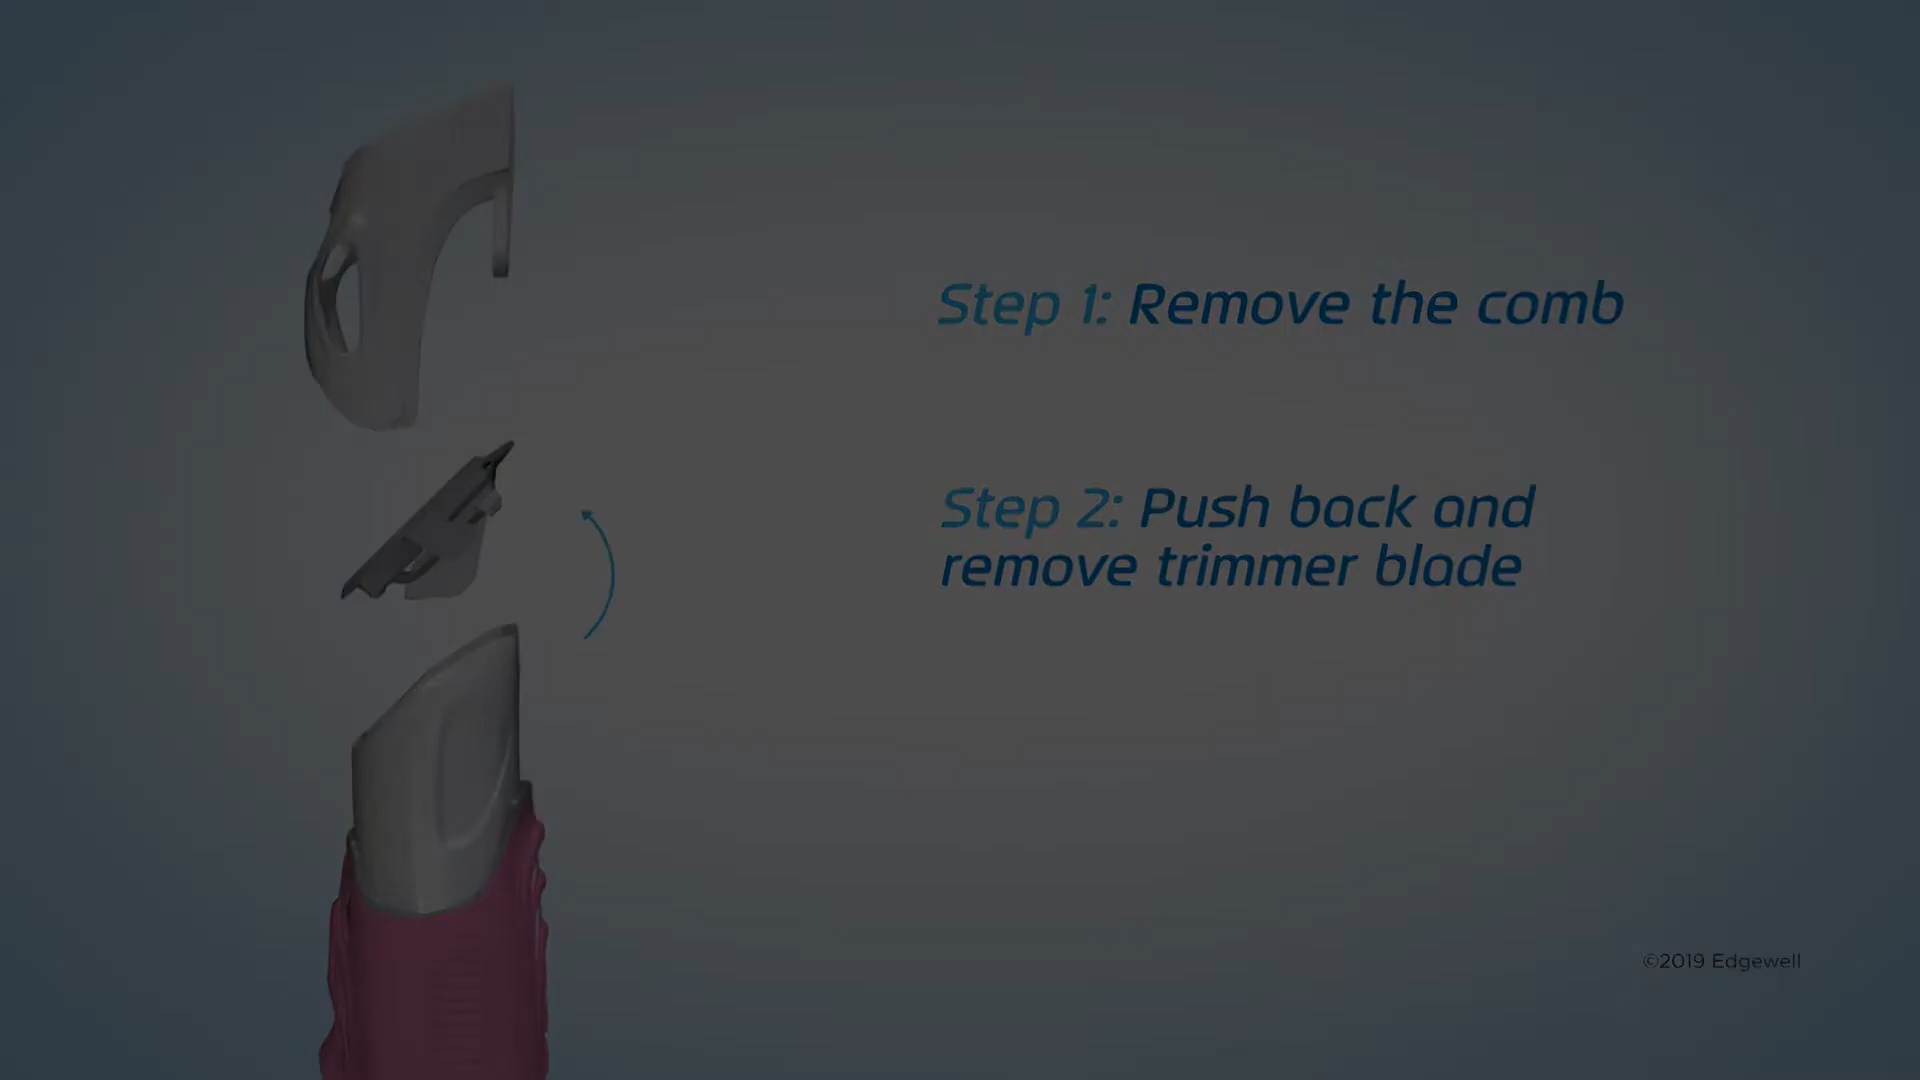 Step 1: Remove the comb
Step 2: Push back and
remove trimmer blade
©2019 Edgewell